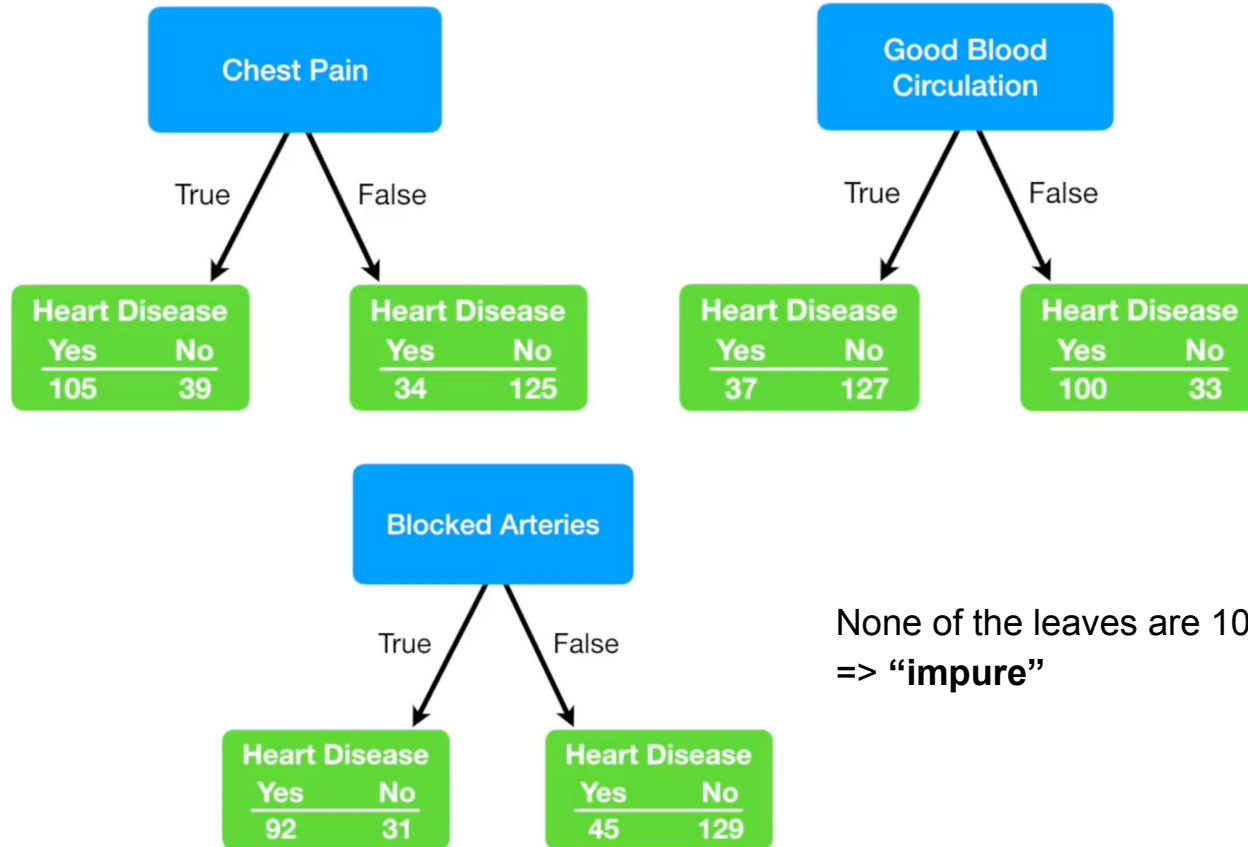 Chest Pain
True
False
Heart Disease
Yes No
105 39
Heart Disease
Yes No
34 125
Good Blood
Circulation
True
False
Heart Disease
Yes No
37 127
Heart Disease
Yes No
100 33
Blocked Arteries
True
False
Heart Disease
Yes No
92 31
Heart Disease
Yes No
45 129
None of the leaves are 10
=> “impure”